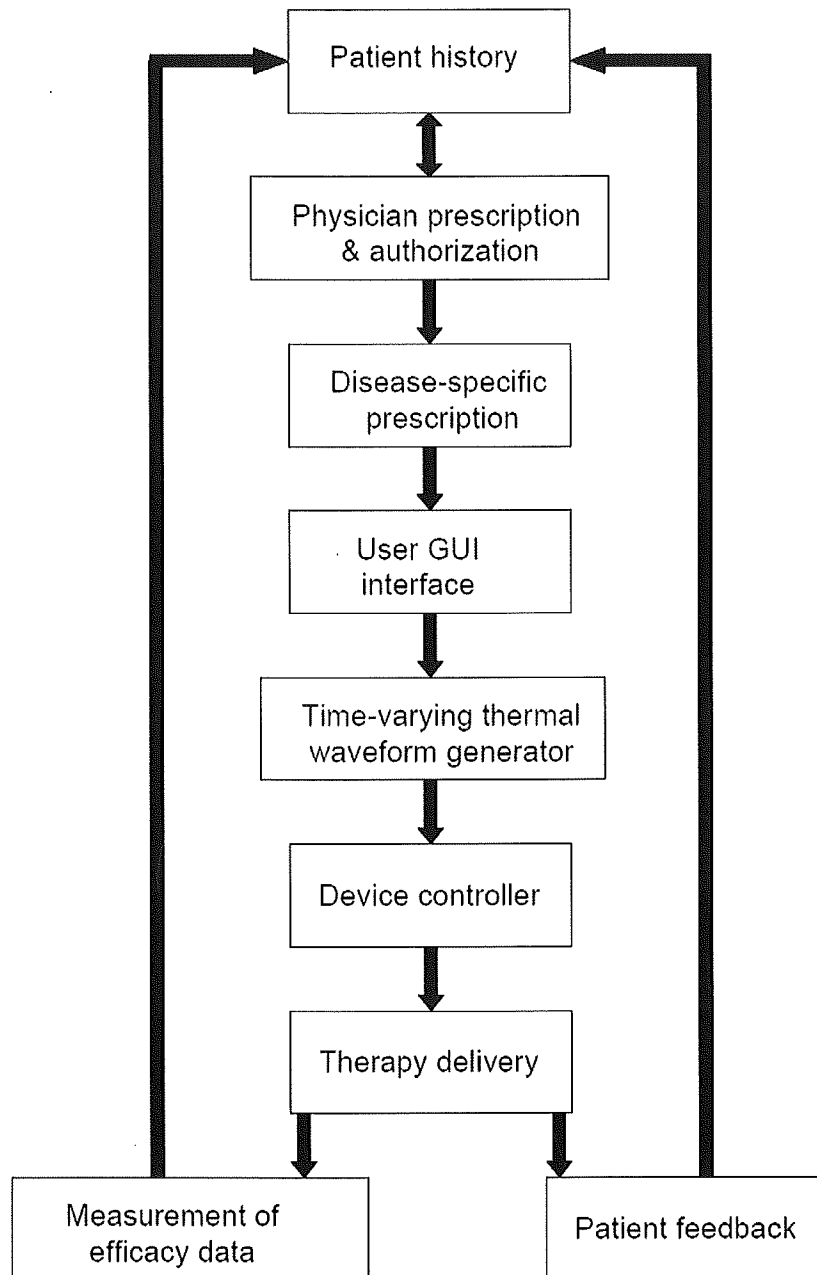 Patient history
Physician prescription
& authorization
Disease-specific
prescription
User GUI
interface
Time-varying thermal
waveform generator
Device controller
Therapy delivery
Measurement of
efficacy data
Patient feedback